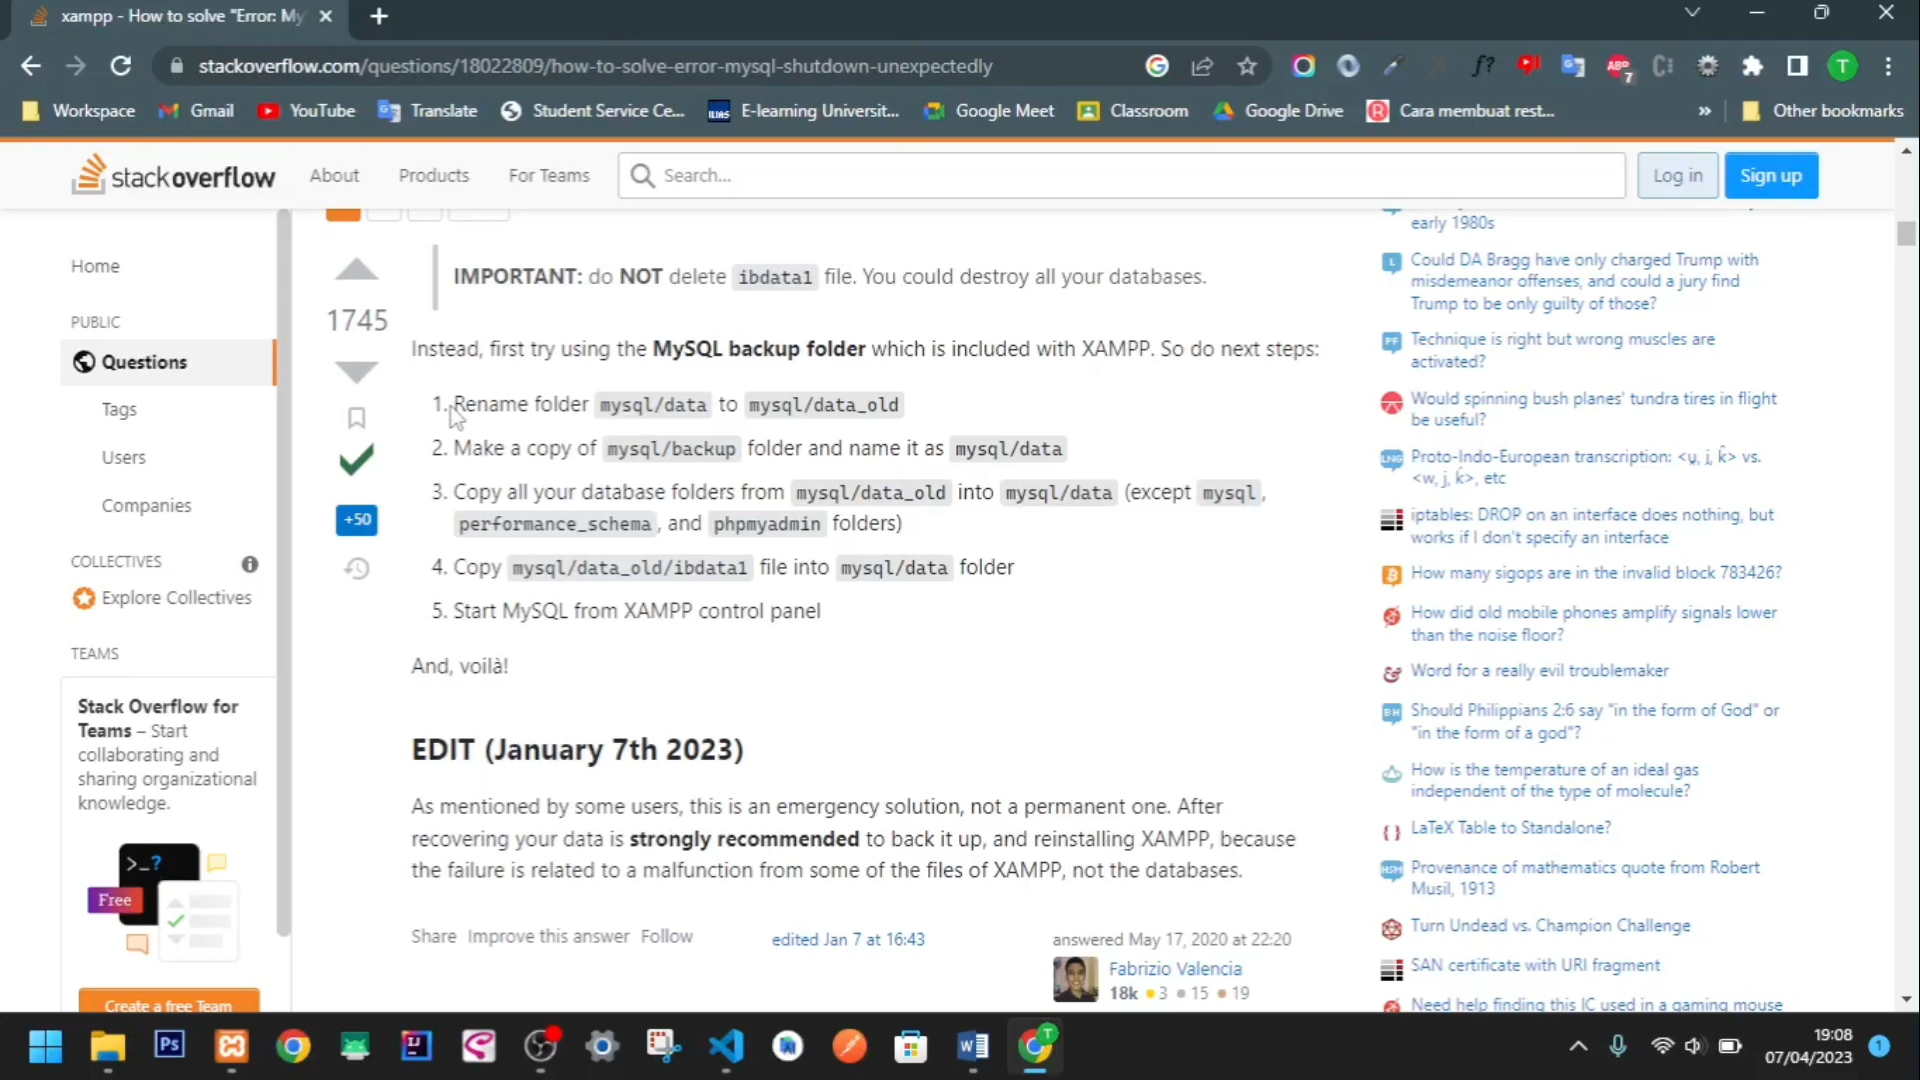 xampp - How to solve "Error: My
stackoverflow.com/questions/18022809/how-to-solve-error-mysql-shutdown-unexpectedly
f?
ABP
7
T
Workspace
Gmail
YouTube
Translate
Student Service Ce...
ILIAS
E-learning Universit...
Google Meet
Classroom
Google Drive
R
Cara membuat rest...
»
Other bookmarks
stackoverflow
About
Products
For Teams
Search...
Log in
Sign up
Home
PUBLIC
Questions
Tags
Users
Companies
COLLECTIVES
Explore Collectives
TEAMS
Stack Overflow for
Teams – Start
collaborating and
sharing organizational
knowledge.
>_?
Free
Create a free Team
1745
+50
IMPORTANT: do NOT delete ibdata1 file. You could destroy all your databases.
Instead, first try using the MySQL backup folder which is included with XAMPP. So do next steps:
1. Rename folder mysql/data to mysql/data_old
2. Make a copy of mysql/backup folder and name it as mysql/data
3. Copy all your database folders from mysql/data_old into mysql/data (except mysql,
performance_schema, and phpmyadmin folders)
4. Copy mysql/data_old/ibdata1 file into mysql/data folder
5. Start MySQL from XAMPP control panel
And, voilà!
EDIT (January 7th 2023)
As mentioned by some users, this is an emergency solution, not a permanent one. After
recovering your data is strongly recommended to back it up, and reinstalling XAMPP, because
the failure is related to a malfunction from some of the files of XAMPP, not the databases.
Share Improve this answer Follow
edited Jan 7 at 16:43
answered May 17, 2020 at 22:20
Fabrizio Valencia
18k 3 15 19
early 1980s
Could DA Bragg have only charged Trump with
misdemeanor offenses, and could a jury find
Trump to be only guilty of those?
Technique is right but wrong muscles are
activated?
Would spinning bush planes' tundra tires in flight
be useful?
Proto-Indo-European transcription: <u̯, i̯, k̑> vs.
<w, j, ḱ>, etc
iptables: DROP on an interface does nothing, but
works if I don't specify an interface
How many sigops are in the invalid block 783426?
How did old mobile phones amplify signals lower
than the noise floor?
Word for a really evil troublemaker
Should Philippians 2:6 say "in the form of God" or
"in the form of a god"?
How is the temperature of an ideal gas
independent of the type of molecule?
LaTeX Table to Standalone?
Provenance of mathematics quote from Robert
Musil, 1913
Turn Undead vs. Champion Challenge
SAN certificate with URI fragment
Need help finding this IC used in a gaming mouse
Ps
IJ
W
T
19:08
07/04/2023
1